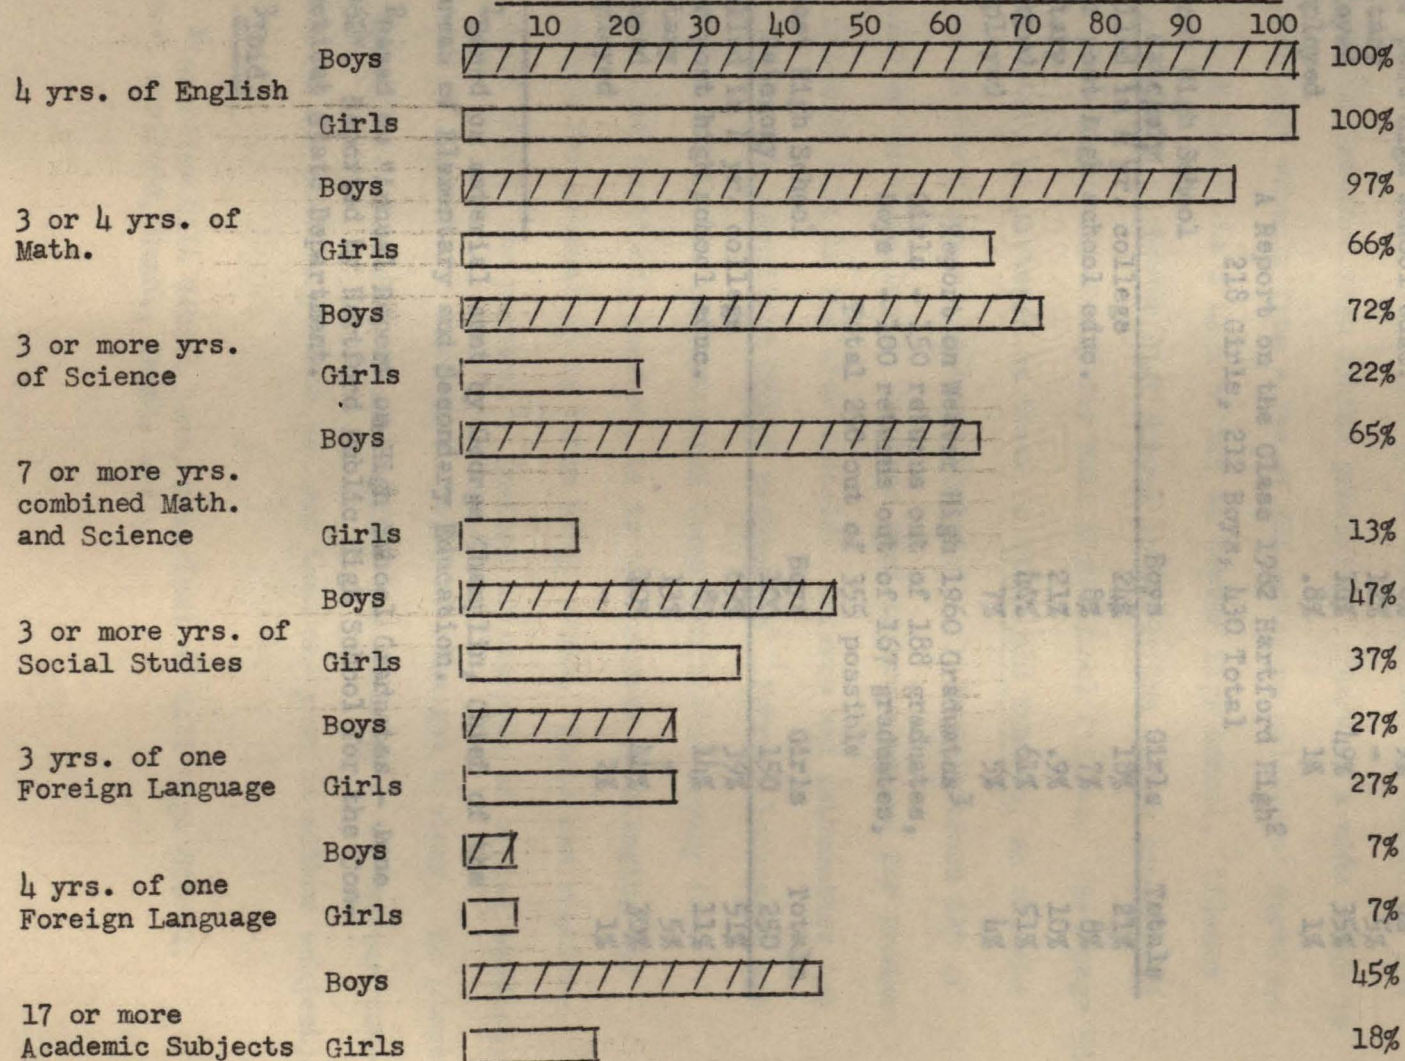 0 10 20 30 40 50 60 70 80 90 100
Boys 100%
4 yrs. of English
Girls 100%
Boys 97%
3 or 4 yrs. of
Math. Girls 66%
Boys 72%
3 or more yrs.
of Science Girls 22%
Boys 65%
7 or more yrs.
combined Math.
and Science Girls 13%
Boys 47%
3 or more yrs. of
Social Studies Girls 37%
Boys 27%
3 yrs. of one
Foreign Language Girls 27%
Boys 7%
4 yrs. of one
Foreign Language Girls 7%
Boys 45%
17 or more
Academic Subjects Girls 18%